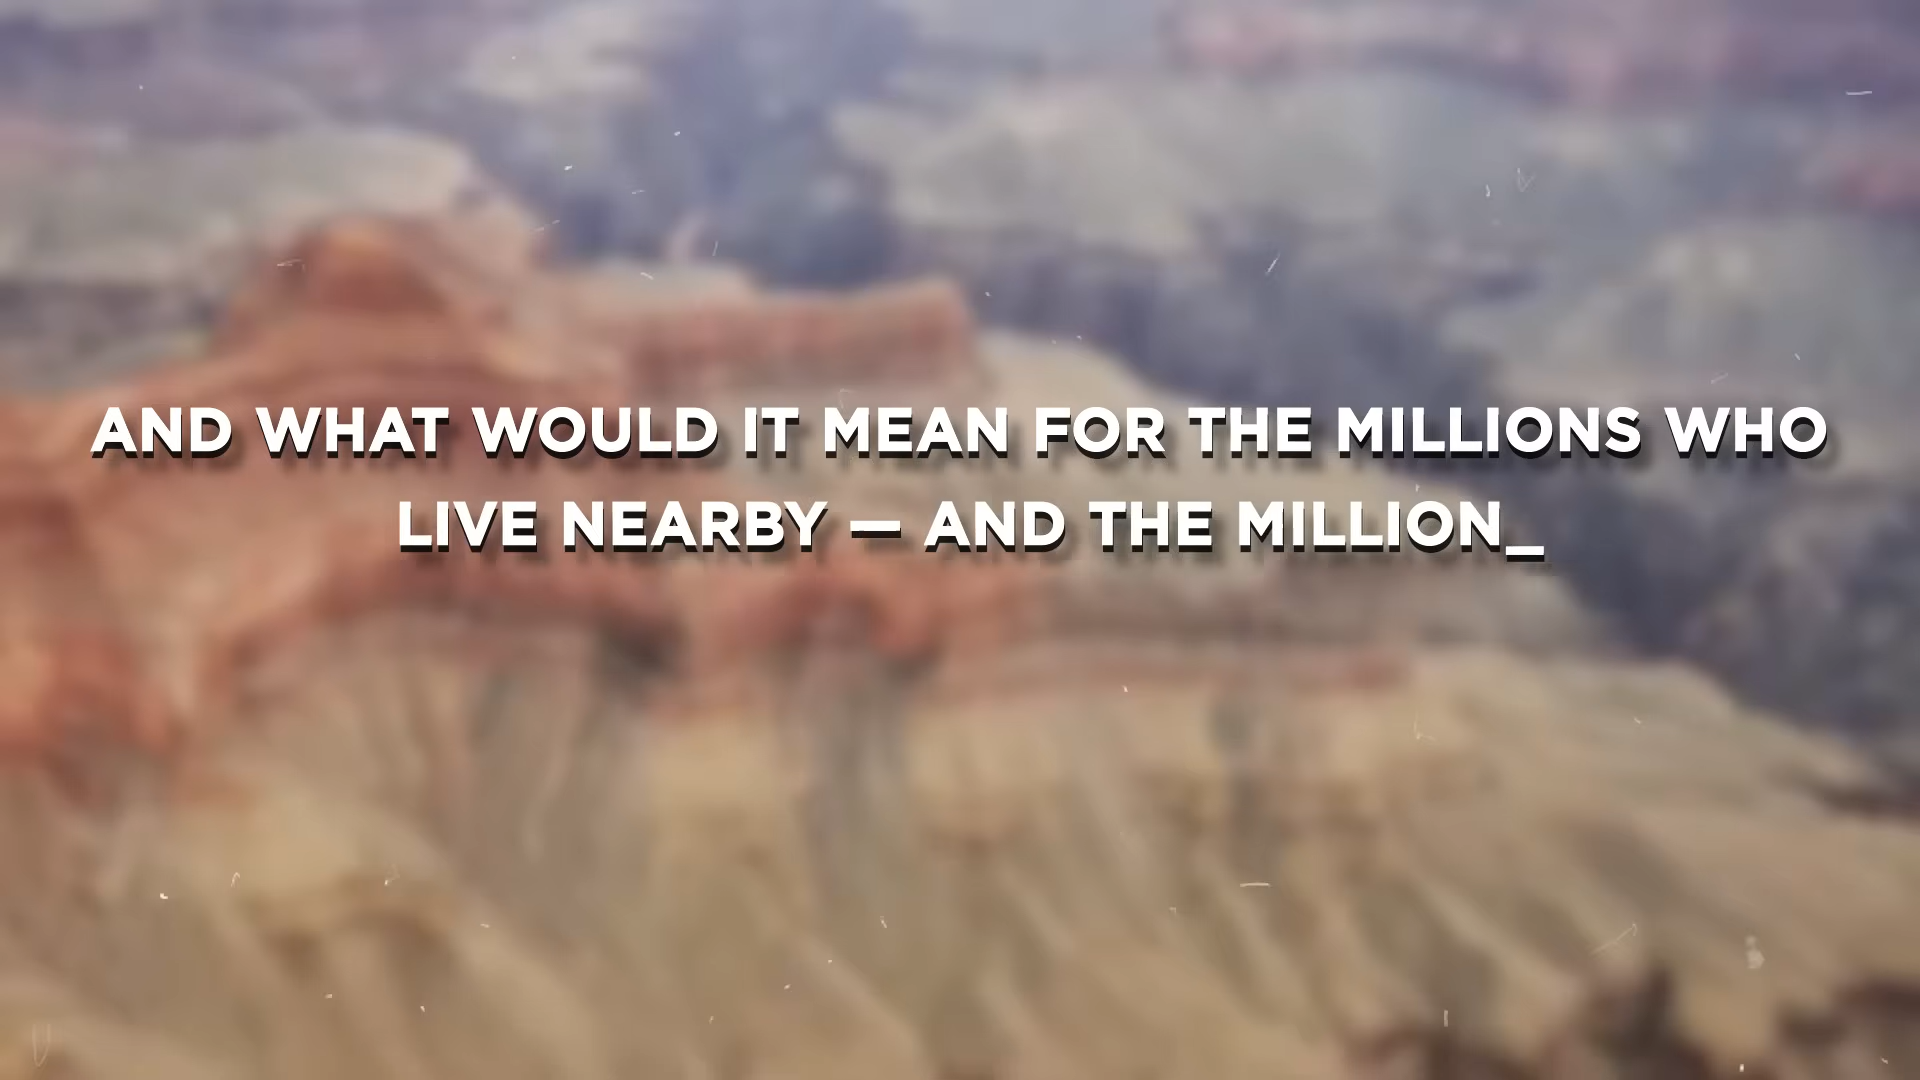 AND WHAT WOULD IT MEAN FOR THE MILLIONS WHO
LIVE NEARBY — AND THE MILLION_